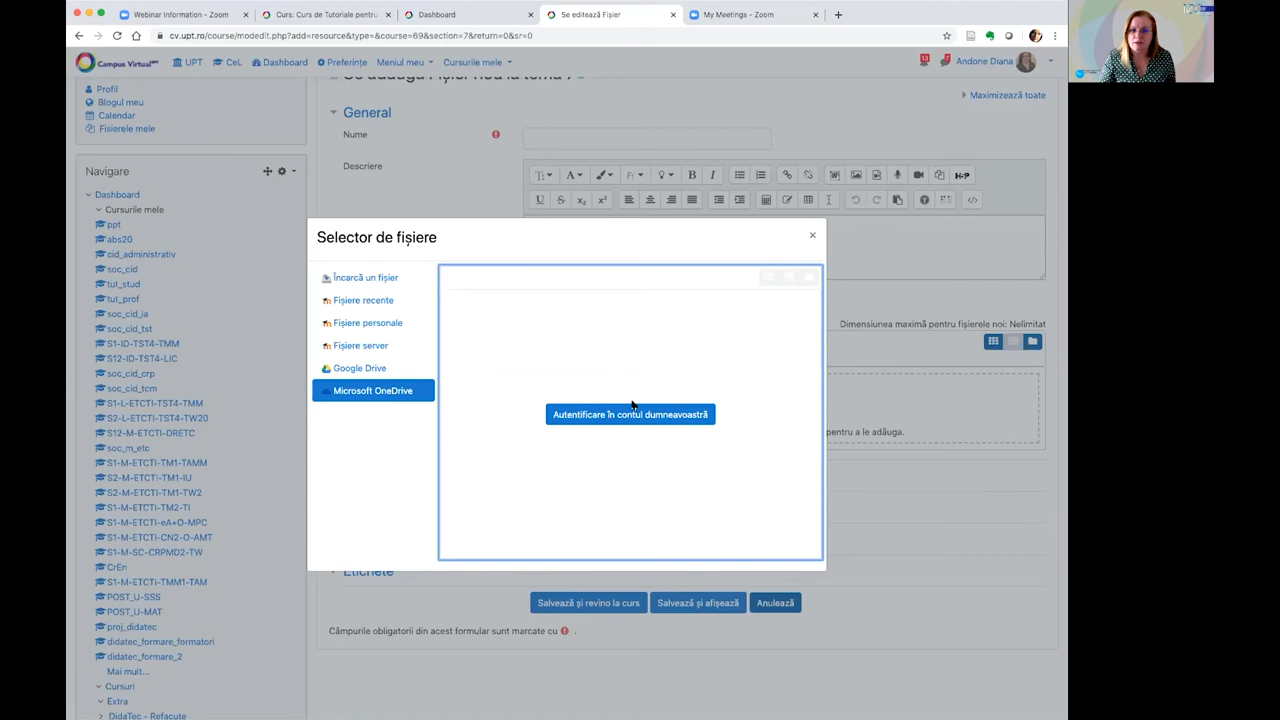 Webinar Information - Zoom
Curs: Curs de Tutoriale pentru
Dashboard
Se editează Fișier
My Meetings - Zoom
cv.upt.ro/course/modedit.php?add=resource&type=&course=69&section=7&return=0&sr=0
Campus Virtual
UPT
CeL
Dashboard
Preferințe
Meniul meu
Cursurile mele
Andone Diana
Profil
Blogul meu
Calendar
Fisierele mele
Navigare
Dashboard
Cursurile mele
ppt
abs20
cid_administrativ
soc_cid
tut_stud
tut_prof
soc_cid_ia
soc_cid_tst
S1-ID-TST4-TMM
S12-ID-TST4-LIC
soc_cid_crp
soc_cid_tcm
S1-L-ETCTI-TST4-TMM
S2-L-ETCTI-TST4-TW20
S12-M-ETCTI-DRETC
soc_m_etc
S1-M-ETCTI-TM1-TAMM
S2-M-ETCTI-TM1-IU
S2-M-ETCTI-TM1-TW2
S1-M-ETCTI-TM2-TI
S1-M-ETCTI-eA+O-MPC
S1-M-ETCTI-CN2-O-AMT
S1-M-SC-CRPMD2-TW
CrEn
S1-M-ETCTi-TMM1-TAM
POST_U-SSS
POST_U-MAT
proj_didatec
didatec_formare_formatori
didatec_formare_2
Mai mult...
Cursuri
Extra
DidaTec - Refacute
Se adaugă Fișier nou la tema 7
Maximizează toate
General
Nume
Descriere
H-P
Selector de fișiere
×
Încarcă un fișier
Fișiere recente
Fișiere personale
Fișiere server
Google Drive
Microsoft OneDrive
Autentificare în contul dumneavoastră
Dimensiunea maximă pentru fișierele noi: Nelimitat
pentru a le adăuga.
Etichete
Salvează și revino la curs
Salvează și afișează
Anulează
Câmpurile obligatorii din acest formular sunt marcate cu
.